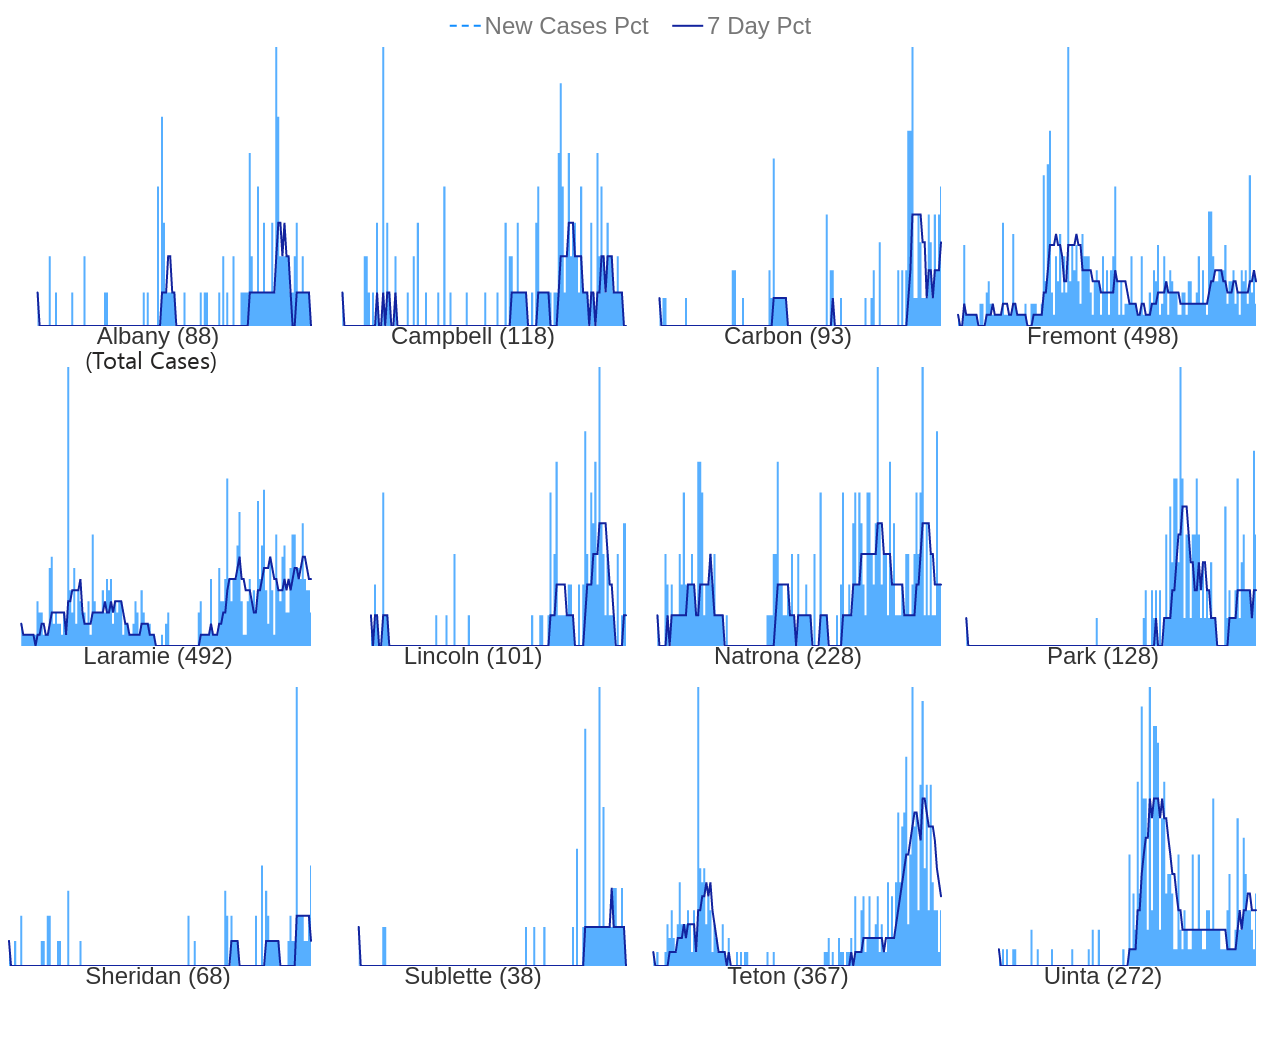 New Cases Pct 7 Day Pct
Albany (88) Campbell (118) Carbon (93) Fremont (498)
(Total Cases)
Laramie (492) Lincoln (101) Natrona (228) Park (128)
Sheridan (68) Sublette (38) Teton (367) Uinta (272)